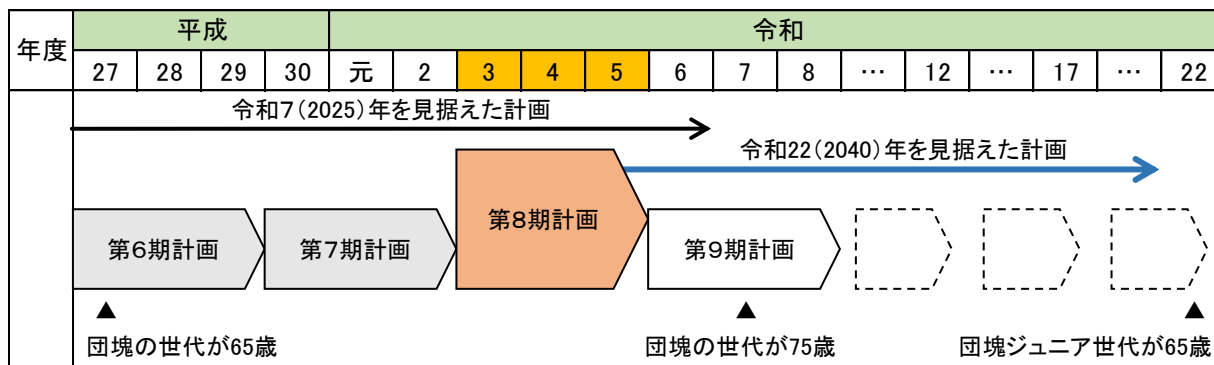 年度
平成
令和
27 28 29 30 元 2 3 4 5 6 7 8 … 12 … 17 … 22
令和7(2025)年を見据えた計画
令和22(2040)年を見据えた計画
第6期計画
第7期計画
第8期計画
第9期計画
▲ ▲ ▲
団塊の世代が65歳
団塊の世代が75歳
団塊ジュニア世代が65歳